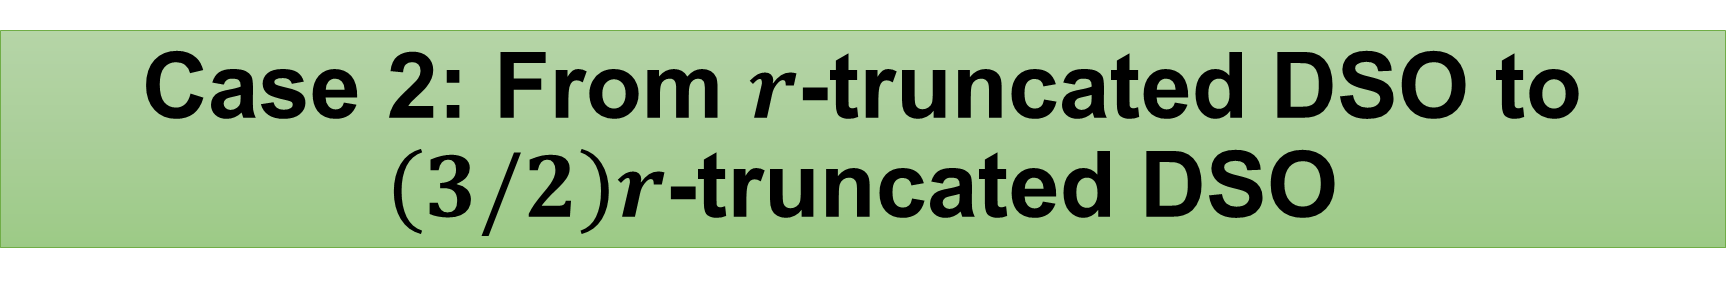 Case 2: From r-truncated DSO to
(3/2)r-truncated DSO